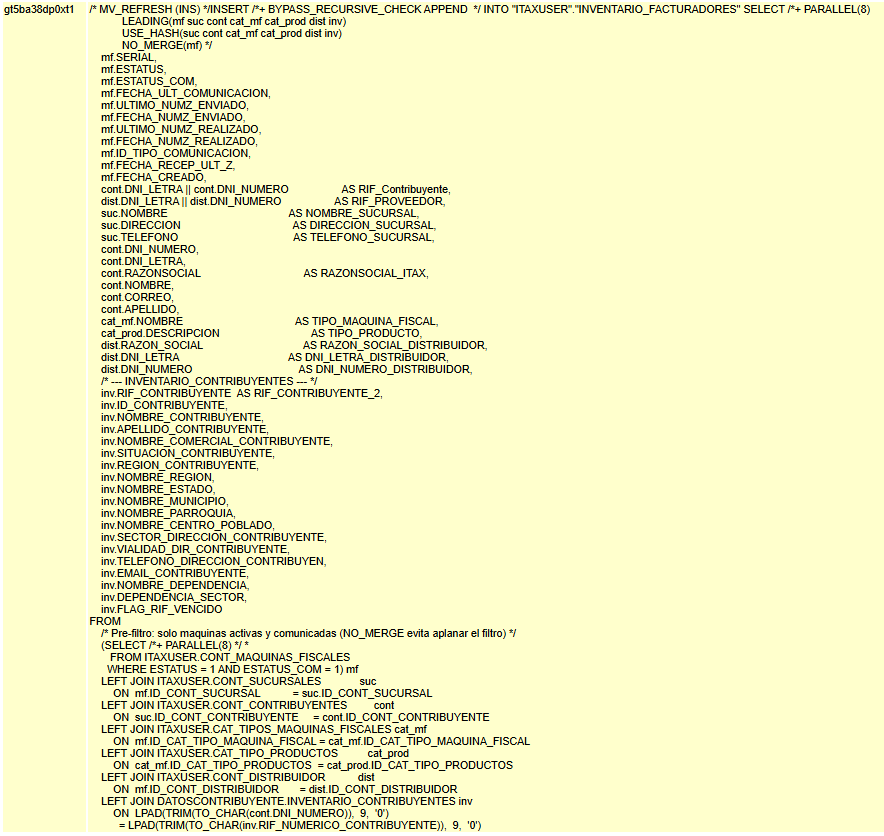 gt5ba38dp0xt1 /* MV_REFRESH (INS) */INSERT /*+ BYPASS_RECURSIVE_CHECK APPEND */ INTO "ITAXUSER"."INVENTARIO_FACTURADORES" SELECT /*+ PARALLEL(8)
LEADING(mf suc cont cat_mf cat_prod dist inv)
USE_HASH(suc cont cat_mf cat_prod dist inv)
NO_MERGE(mf) */
mf.SERIAL,
mf.ESTATUS,
mf.ESTATUS_COM,
mf.FECHA_ULT_COMUNICACION,
mf.ULTIMO_NUMZ_ENVIADO,
mf.FECHA_NUMZ_ENVIADO,
mf.ULTIMO_NUMZ_REALIZADO,
mf.FECHA_NUMZ_REALIZADO,
mf.ID_TIPO_COMUNICACION,
mf.FECHA_RECEP_ULT_Z,
mf.FECHA_CREADO,
cont.DNI_LETRA || cont.DNI_NUMERO AS RIF_Contribuyente,
dist.DNI_LETRA || dist.DNI_NUMERO AS RIF_PROVEEDOR,
suc.NOMBRE AS NOMBRE_SUCURSAL,
suc.DIRECCION AS DIRECCION_SUCURSAL,
suc.TELEFONO AS TELEFONO_SUCURSAL,
cont.DNI_NUMERO,
cont.DNI_LETRA,
cont.RAZONSOCIAL AS RAZONSOCIAL_ITAX,
cont.NOMBRE,
cont.CORREO,
cont.APELLIDO,
cat_mf.NOMBRE AS TIPO_MAQUINA_FISCAL,
cat_prod.DESCRIPCION AS TIPO_PRODUCTO,
dist.RAZON_SOCIAL AS RAZON_SOCIAL_DISTRIBUIDOR,
dist.DNI_LETRA AS DNI_LETRA_DISTRIBUIDOR,
dist.DNI_NUMERO AS DNI_NUMERO_DISTRIBUIDOR,
/* --- INVENTARIO_CONTRIBUYENTES --- */
inv.RIF_CONTRIBUYENTE AS RIF_CONTRIBUYENTE_2,
inv.ID_CONTRIBUYENTE,
inv.NOMBRE_CONTRIBUYENTE,
inv.APELLIDO_CONTRIBUYENTE,
inv.NOMBRE_COMERCIAL_CONTRIBUYENTE,
inv.SITUACION_CONTRIBUYENTE,
inv.REGION_CONTRIBUYENTE,
inv.NOMBRE_REGION,
inv.NOMBRE_ESTADO,
inv.NOMBRE_MUNICIPIO,
inv.NOMBRE_PARROQUIA,
inv.NOMBRE_CENTRO_POBLADO,
inv.SECTOR_DIRECCION_CONTRIBUYENTE,
inv.VIALIDAD_DIR_CONTRIBUYENTE,
inv.TELEFONO_DIRECCION_CONTRIBUYEN,
inv.EMAIL_CONTRIBUYENTE,
inv.NOMBRE_DEPENDENCIA,
inv.DEPENDENCIA_SECTOR,
inv.FLAG_RIF_VENCIDO
FROM
/* Pre-filtro: solo maquinas activas y comunicadas (NO_MERGE evita aplanar el filtro) */
(SELECT /*+ PARALLEL(8) */ *
FROM ITAXUSER.CONT_MAQUINAS_FISCALES
WHERE ESTATUS = 1 AND ESTATUS_COM = 1) mf
LEFT JOIN ITAXUSER.CONT_SUCURSALES suc
ON mf.ID_CONT_SUCURSAL = suc.ID_CONT_SUCURSAL
LEFT JOIN ITAXUSER.CONT_CONTRIBUYENTES cont
ON suc.ID_CONT_CONTRIBUYENTE = cont.ID_CONT_CONTRIBUYENTE
LEFT JOIN ITAXUSER.CAT_TIPOS_MAQUINAS_FISCALES cat_mf
ON mf.ID_CAT_TIPO_MAQUINA_FISCAL = cat_mf.ID_CAT_TIPO_MAQUINA_FISCAL
LEFT JOIN ITAXUSER.CAT_TIPO_PRODUCTOS cat_prod
ON cat_mf.ID_CAT_TIPO_PRODUCTOS = cat_prod.ID_CAT_TIPO_PRODUCTOS
LEFT JOIN ITAXUSER.CONT_DISTRIBUIDOR dist
ON mf.ID_CONT_DISTRIBUIDOR = dist.ID_CONT_DISTRIBUIDOR
LEFT JOIN DATOSCONTRIBUYENTE.INVENTARIO_CONTRIBUYENTES inv
ON LPAD(TRIM(TO_CHAR(cont.DNI_NUMERO)), 9, '0')
= LPAD(TRIM(TO_CHAR(inv.RIF_NUMERICO_CONTRIBUYENTE)), 9, '0')